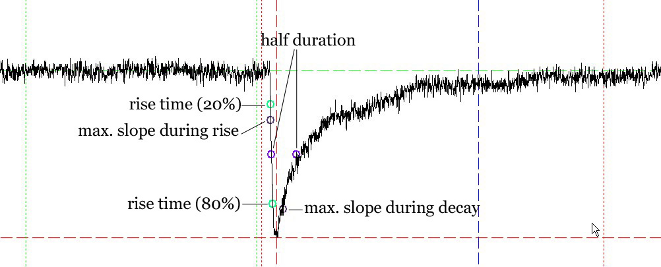 half duration
rise time (20%)
max. slope during rise
rise time (80%)
max. slope during decay